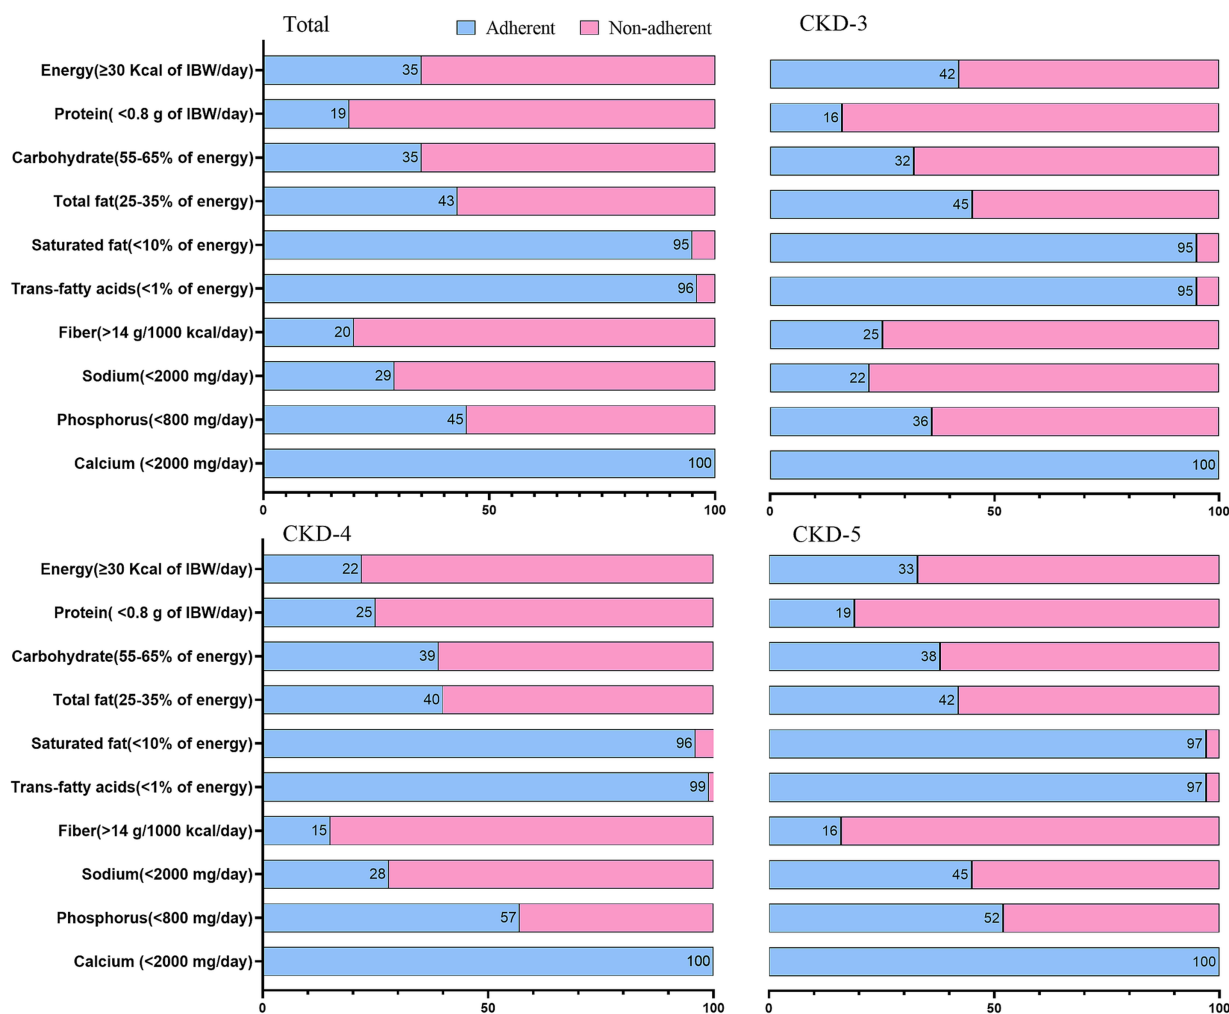 Total
Adherent
Non-adherent
CKD-3
Energy(≥30 Kcal of IBW/day) 35 42
Protein( <0.8 g of IBW/day) 19 16
Carbohydrate(55-65% of energy) 35 32
Total fat(25-35% of energy) 43 45
Saturated fat(<10% of energy) 95 95
Trans-fatty acids(<1% of energy) 96 95
Fiber(>14 g/1000 kcal/day) 20 25
Sodium(<2000 mg/day) 29 22
Phosphorus(<800 mg/day) 45 36
Calcium (<2000 mg/day) 100 100
0 50 100 0 50 100
CKD-4
CKD-5
Energy(≥30 Kcal of IBW/day) 22 33
Protein( <0.8 g of IBW/day) 25 19
Carbohydrate(55-65% of energy) 39 38
Total fat(25-35% of energy) 40 42
Saturated fat(<10% of energy) 96 97
Trans-fatty acids(<1% of energy) 99 97
Fiber(>14 g/1000 kcal/day) 15 16
Sodium(<2000 mg/day) 28 45
Phosphorus(<800 mg/day) 57 52
Calcium (<2000 mg/day) 100 100
0 50 100 0 50 100